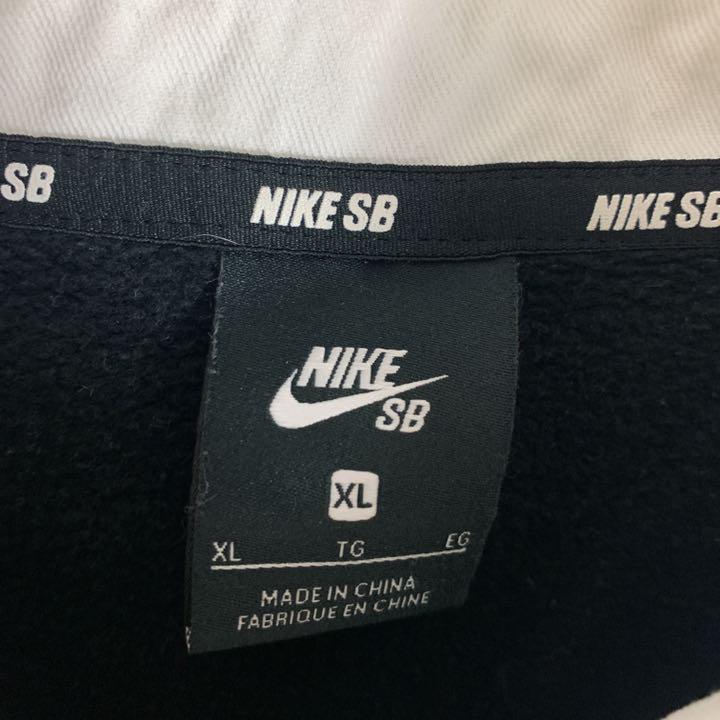 SB NIKE SB NIKE SB
NIKE
SB
XL
XL TG EG
MADE IN CHINA
FABRIQUE EN CHINE